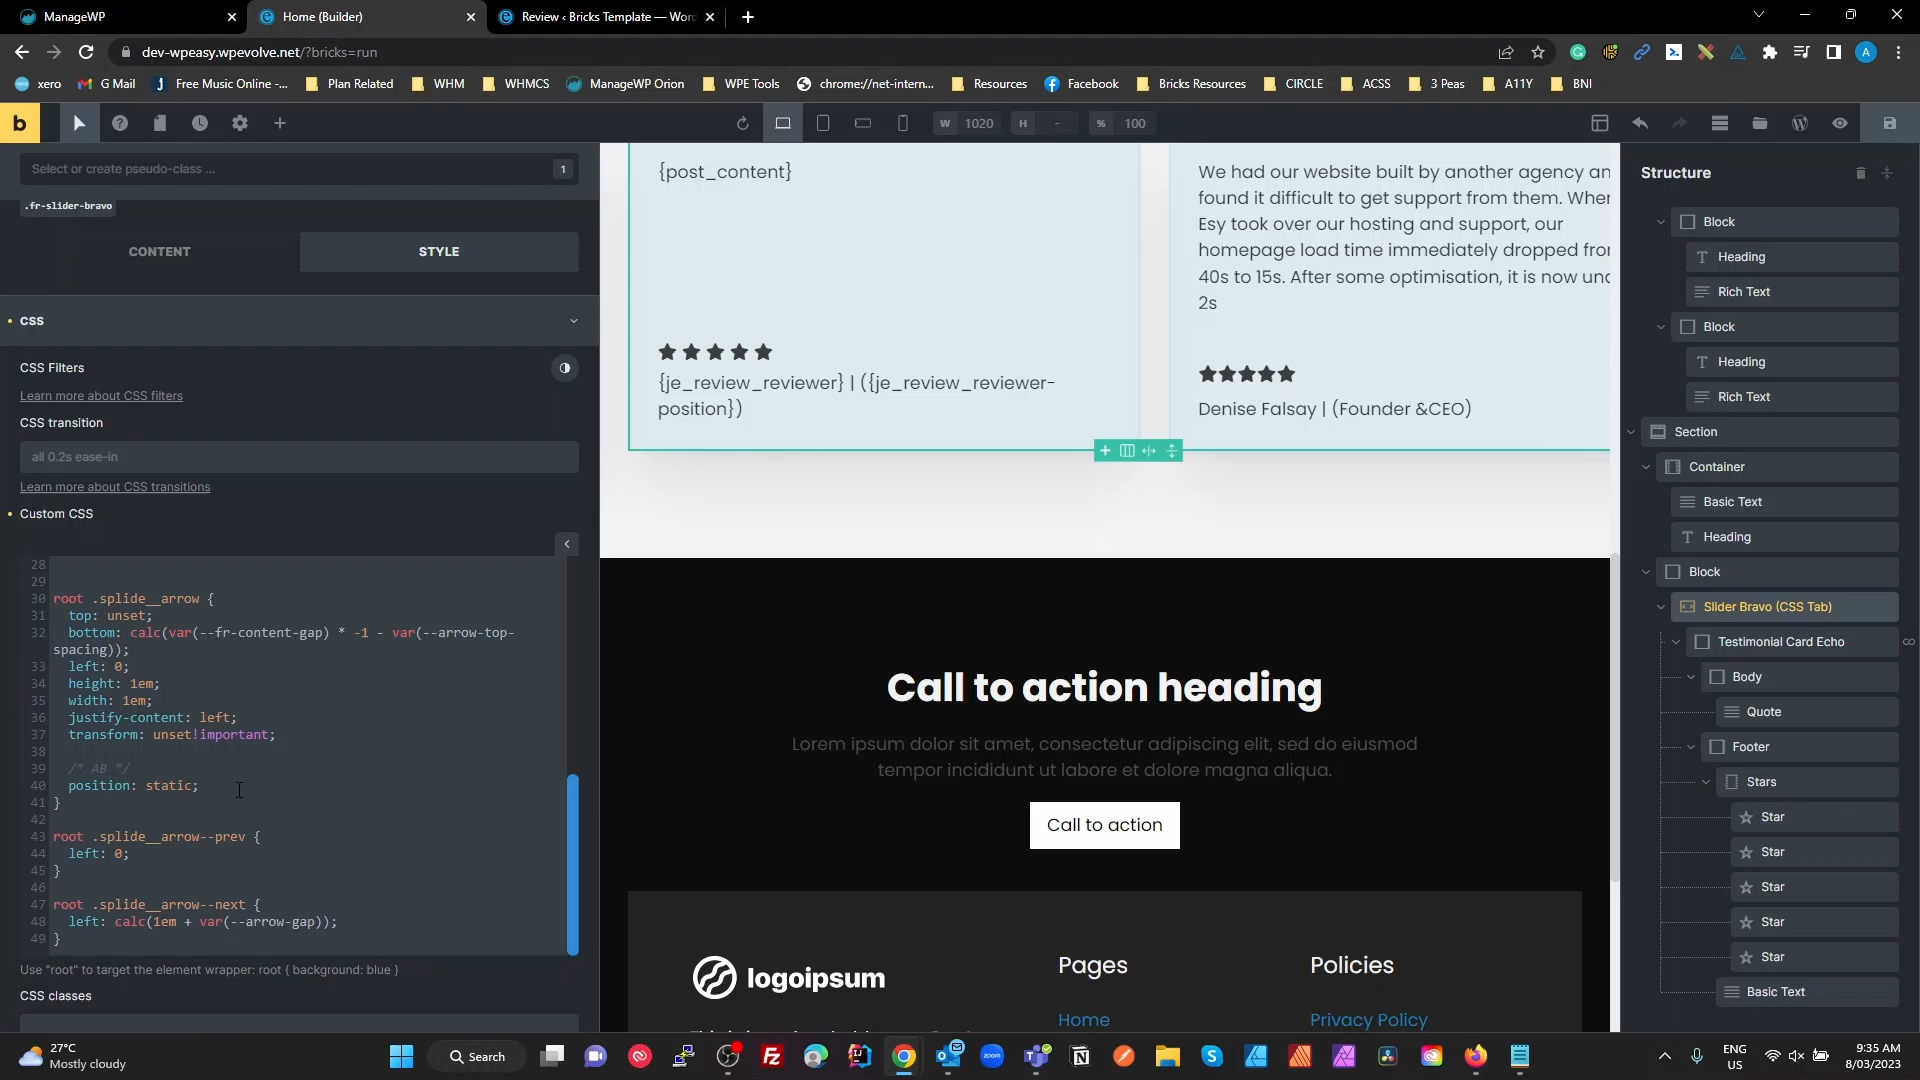 ManageWP
Home (Builder)
Review ‹ Bricks Template — Wor
dev-wpeasy.wpevolve.net/?bricks=run
A
xero
G Mail
Free Music Online -...
Plan Related
WHM
WHMCS
ManageWP Orion
WPE Tools
chrome://net-intern...
Resources
Facebook
Bricks Resources
CIRCLE
ACSS
3 Peas
A11Y
BNI
b
W 1020
H -
% 100
Select or create pseudo-class ...
1
.fr-slider-bravo
CONTENT
STYLE
CSS
CSS Filters
Learn more about CSS filters
CSS transition
all 0.2s ease-in
Learn more about CSS transitions
Custom CSS
28
29
30 root .splide__arrow {
31 top: unset;
32 bottom: calc(var(--fr-content-gap) * -1 - var(--arrow-top-
spacing));
33 left: 0;
34 height: 1em;
35 width: 1em;
36 justify-content: left;
37 transform: unset!important;
38
39 /* AB */
40 position: static;
41 }
42
43 root .splide__arrow--prev {
44 left: 0;
45 }
46
47 root .splide__arrow--next {
48 left: calc(1em + var(--arrow-gap));
49 }
Use "root" to target the element wrapper: root { background: blue }
CSS classes
{post_content}
{je_review_reviewer} | ({je_review_reviewer-
position})
We had our website built by another agency an
found it difficult to get support from them. When
Esy took over our hosting and support, our
homepage load time immediately dropped from
40s to 15s. After some optimisation, it is now und
2s
Denise Falsay | (Founder &CEO)
Call to action heading
Lorem ipsum dolor sit amet, consectetur adipiscing elit, sed do eiusmod
tempor incididunt ut labore et dolore magna aliqua.
Call to action
logoipsum
Pages
Home
Policies
Privacy Policy
Structure
Block
Heading
Rich Text
Block
Heading
Rich Text
Section
Container
Basic Text
Heading
Block
Slider Bravo (CSS Tab)
Testimonial Card Echo
Body
Quote
Footer
Stars
Star
Star
Star
Star
Star
Basic Text
27°C
Mostly cloudy
Search
zoom
ENG
US
9:35 AM
8/03/2023